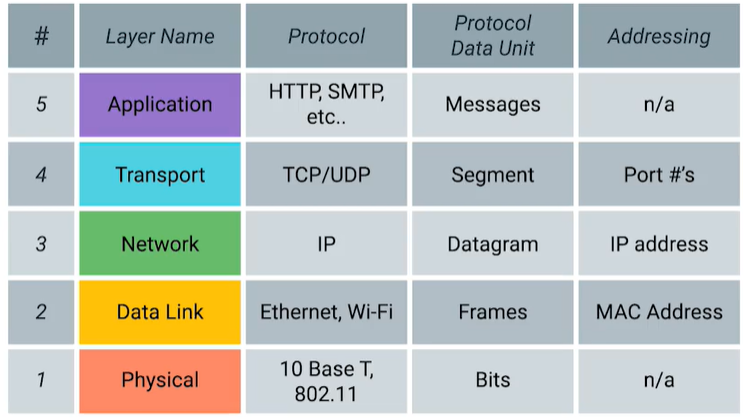 # Layer Name Protocol Protocol Data Unit Addressing
5 Application HTTP, SMTP, etc.. Messages n/a
4 Transport TCP/UDP Segment Port #'s
3 Network IP Datagram IP address
2 Data Link Ethernet, Wi-Fi Frames MAC Address
1 Physical 10 Base T, 802.11 Bits n/a